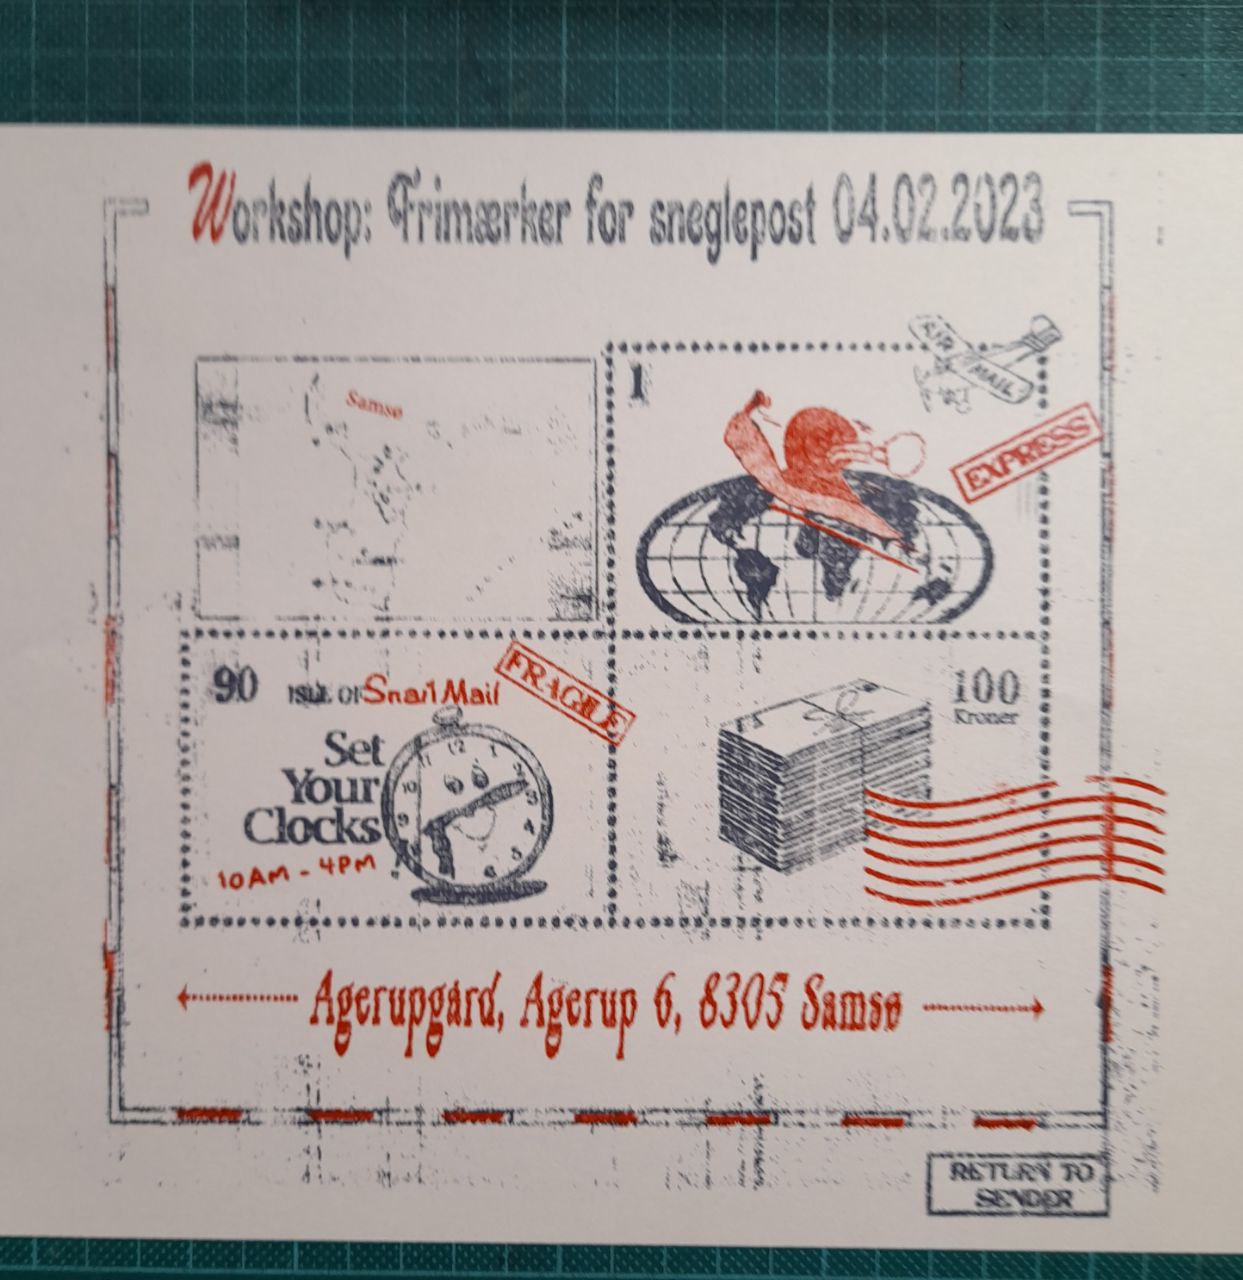 Workshop: Frimærker for sneglepost 04.02.2023
Samsø
1
AIR
MAIL
EXPRESS
90
ISLE OF Snail Mail
FRAGILE
Set
Your
Clocks
10AM - 4PM
100
Kroner
Agerupgård, Agerup 6, 8305 Samsø
RETURN TO
SENDER